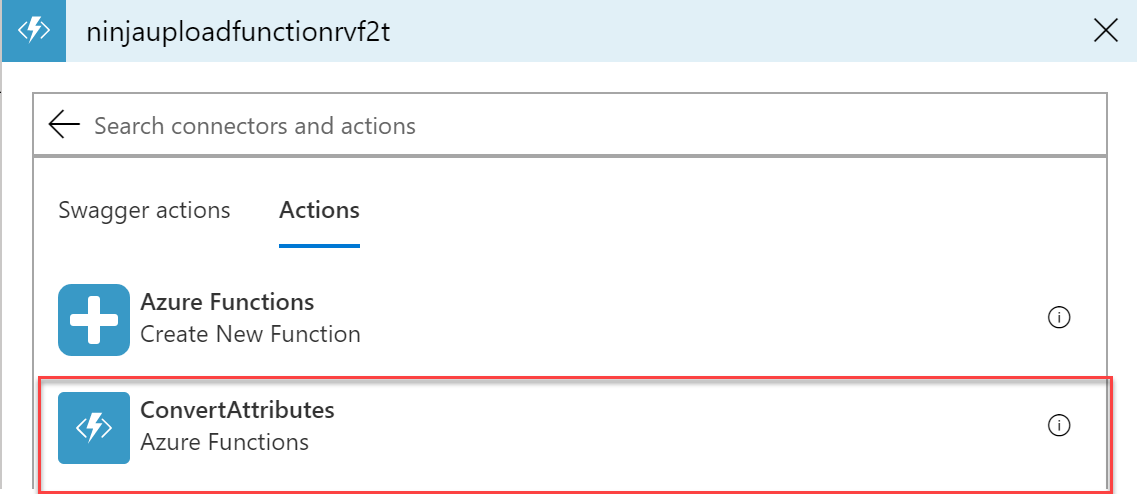 ninjauploadfunctionrvf2t
Search connectors and actions
Swagger actions Actions
Azure Functions
Create New Function
ConvertAttributes
Azure Functions